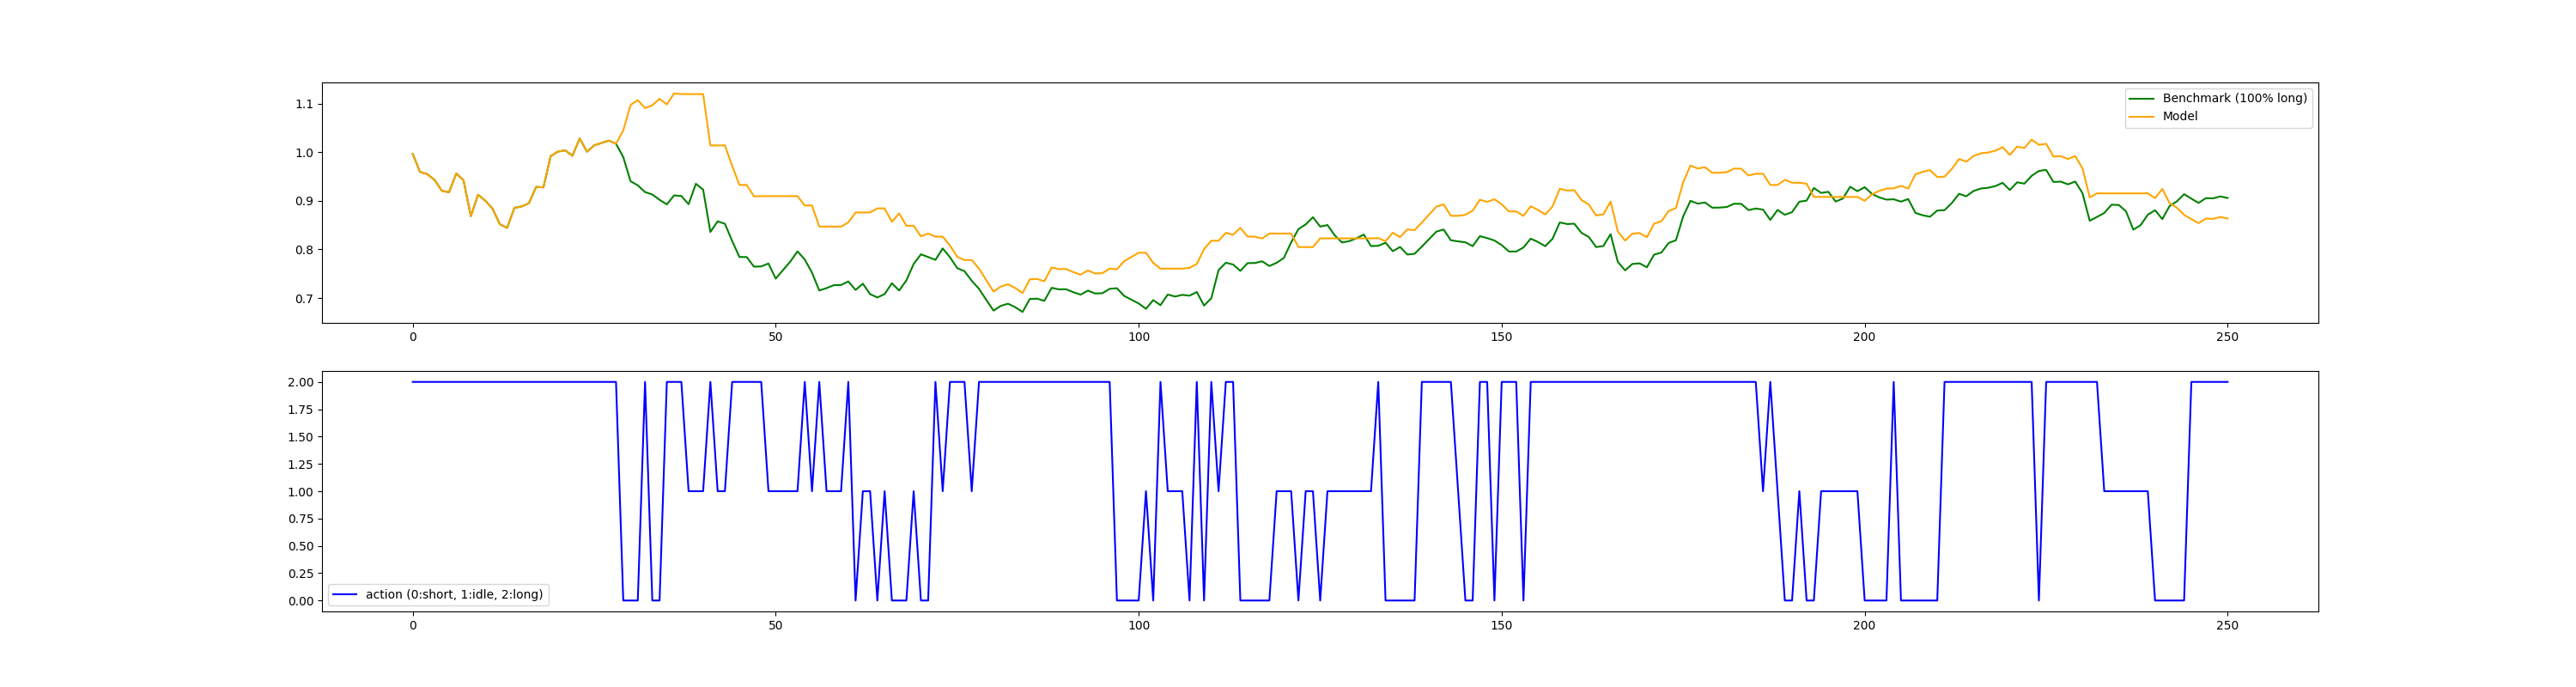 1.1
1.0
0.9
0.8
0.7
Benchmark (100% long)
Model
0 50 100 150 200 250
2.00
1.75
1.50
1.25
1.00
0.75
0.50
0.25
0.00
action (0:short, 1:idle, 2:long)
0 50 100 150 200 250